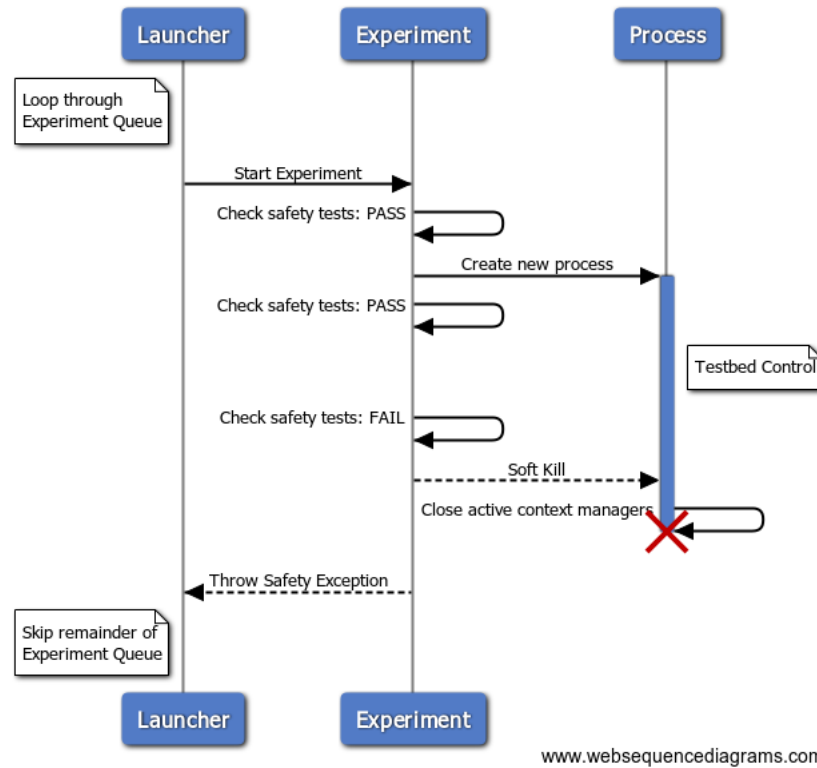 Launcher
Experiment
Process
Loop through
Experiment Queue
Start Experiment
Check safety tests: PASS
Create new process
Check safety tests: PASS
Testbed Control
Check safety tests: FAIL
Soft Kill
Close active context managers
Throw Safety Exception
Skip remainder of
Experiment Queue
Launcher
Experiment
www.websequencediagrams.com